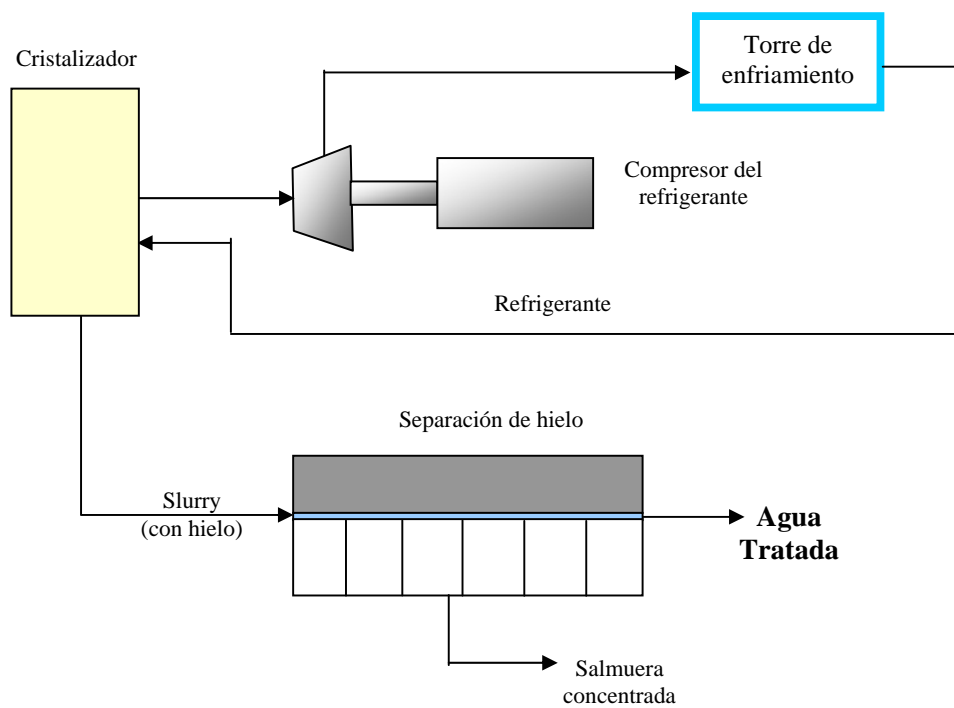 Cristalizador
Torre de
enfriamiento
Compresor del
refrigerante
Refrigerante
Separación de hielo
Slurry
(con hielo)
Agua
Tratada
Salmuera
concentrada